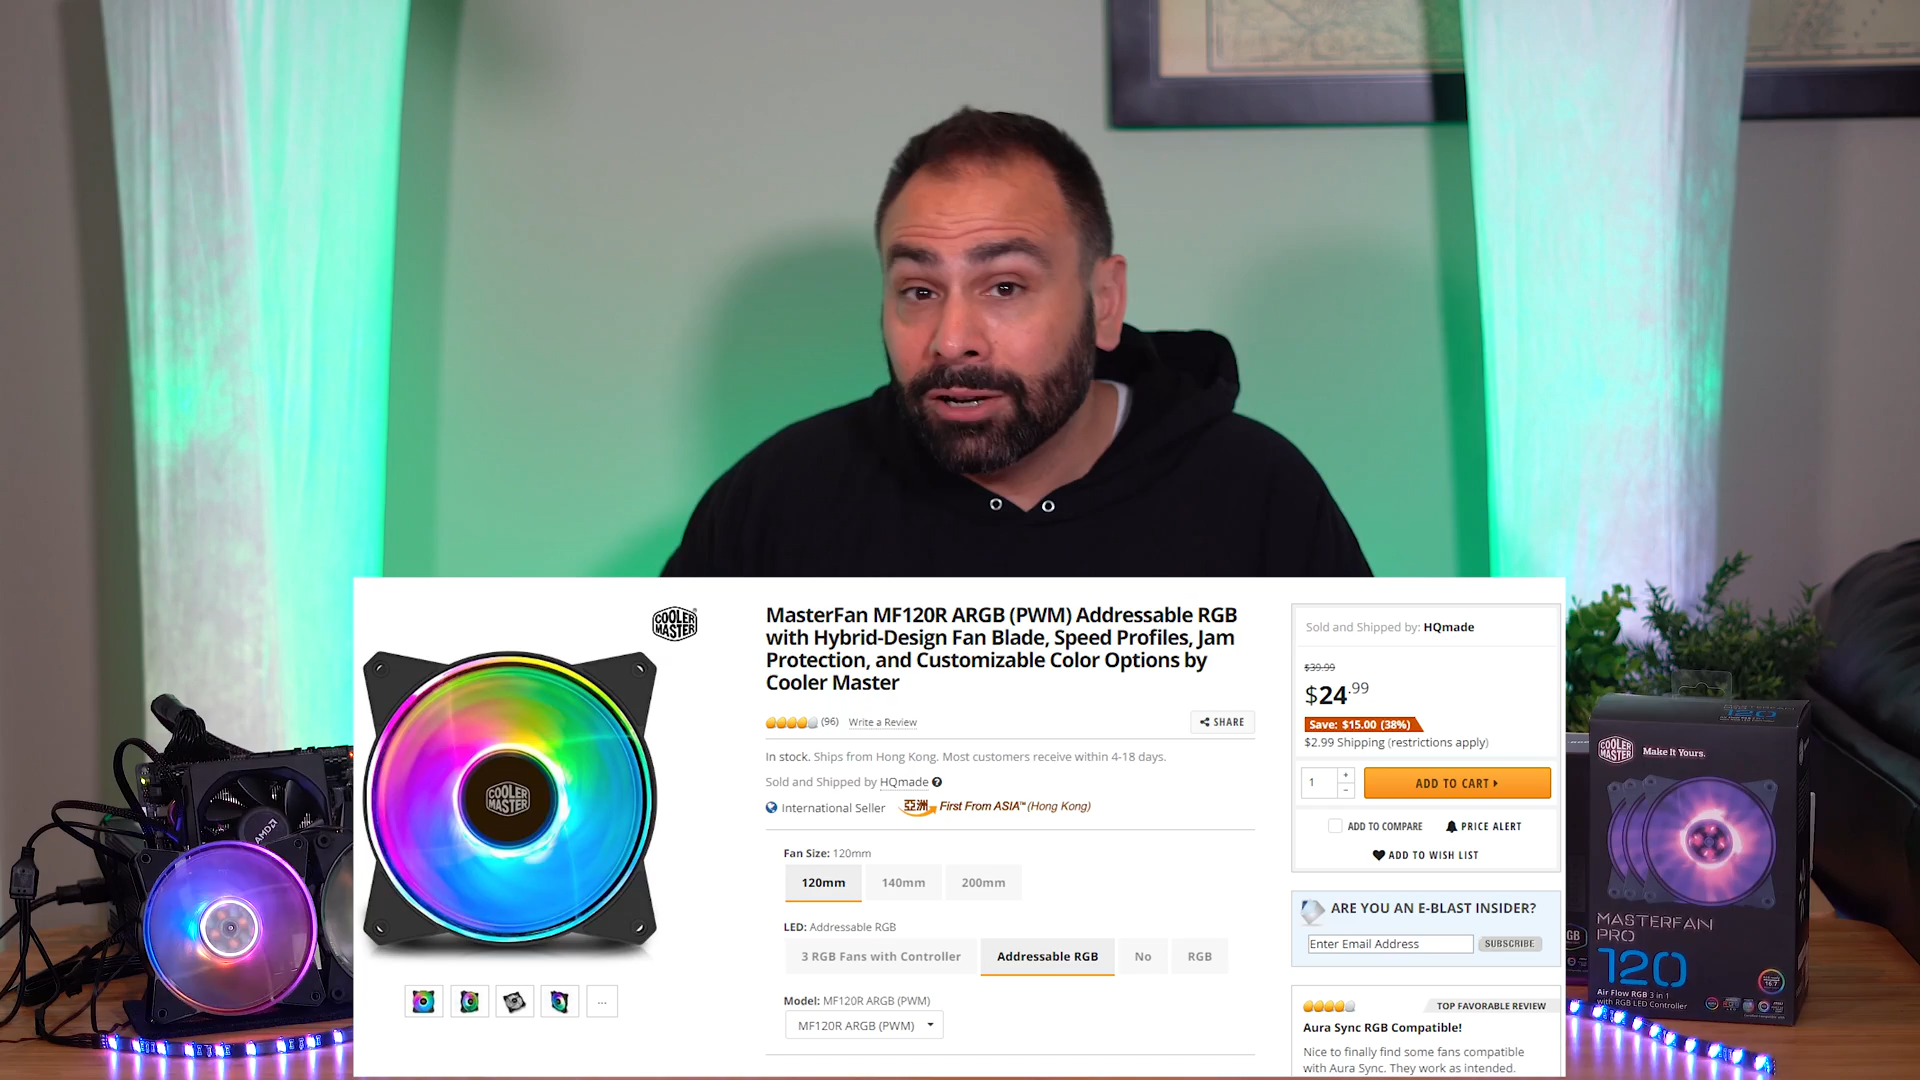 COOLER
MASTER
MasterFan MF120R ARGB (PWM) Addressable RGB
with Hybrid-Design Fan Blade, Speed Profiles, Jam
Protection, and Customizable Color Options by
Cooler Master
(96) Write a Review
SHARE
In stock. Ships from Hong Kong. Most customers receive within 4-18 days.
Sold and Shipped by HQmade
International Seller 亞洲 First From ASIA™ (Hong Kong)
Fan Size: 120mm
120mm 140mm 200mm
LED: Addressable RGB
3 RGB Fans with Controller Addressable RGB No RGB
Model: MF120R ARGB (PWM)
MF120R ARGB (PWM)
COOLER
MASTER
...
Sold and Shipped by: HQmade
$39.99
$24.99
Save: $15.00 (38%)
$2.99 Shipping (restrictions apply)
1 + - ADD TO CART
ADD TO COMPARE PRICE ALERT
ADD TO WISH LIST
ARE YOU AN E-BLAST INSIDER?
Enter Email Address SUBSCRIBE
TOP FAVORABLE REVIEW
Aura Sync RGB Compatible!
Nice to finally find some fans compatible
with Aura Sync. They work as intended.
AMD
120
COOLER
MASTER
Make It Yours.
MASTERFAN
PRO
120
Air Flow RGB 3 in 1
with RGB LED Controller
GB